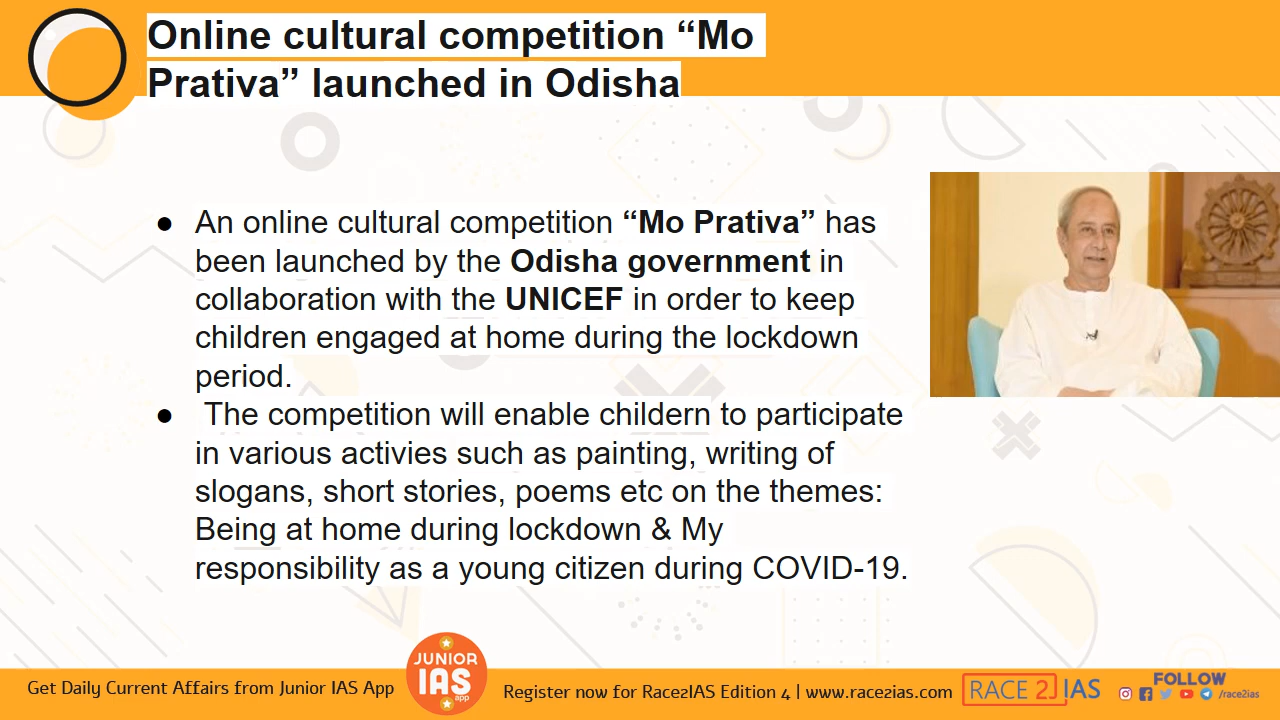 Online cultural competition “Mo
Prativa” launched in Odisha
● An online cultural competition “Mo Prativa” has
been launched by the Odisha government in
collaboration with the UNICEF in order to keep
children engaged at home during the lockdown
period.
● The competition will enable childern to participate
in various activies such as painting, writing of
slogans, short stories, poems etc on the themes:
Being at home during lockdown & My
responsibility as a young citizen during COVID-19.
Get Daily Current Affairs from Junior IAS App
JUNIOR
IAS
app
Register now for Race2IAS Edition 4 | www.race2ias.com
RACE 2 IAS
FOLLOW
/race2ias